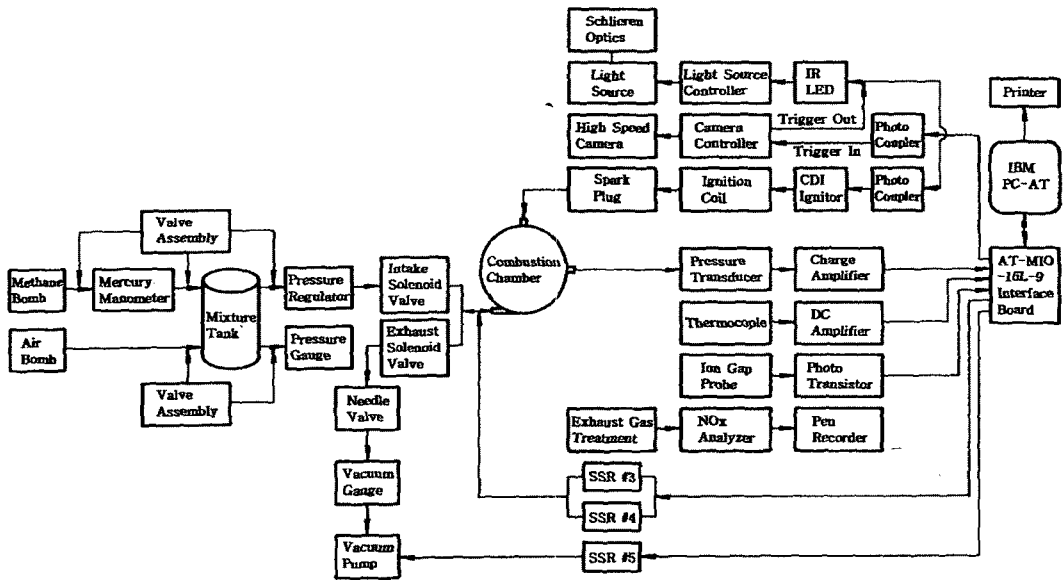 Schlieren
Optics
Light
Source
Light Source
Controller
IR
LED
Printer
Trigger Out
High Speed
Camera
Camera
Controller
Photo
Coupler
Trigger In
IBM
PC-AT
Spark
Plug
Ignition
Coil
CDI
Ignitor
Photo
Coupler
Valve
Assembly
Methane
Bomb
Mercury
Manometer
Mixture
Tank
Pressure
Regulator
Intake
Solenoid
Valve
Combustion
Chamber
Pressure
Transducer
Charge
Amplifier
AT-MIO
-16L-9
Interface
Board
Air
Bomb
Pressure
Gauge
Exhaust
Solenoid
Valve
Thermocople
DC
Amplifier
Valve
Assembly
Needle
Valve
Ion Gap
Probe
Photo
Transistor
Exhaust Gas
Treatment
NOx
Analyzer
Pen
Recorder
Vacuum
Gauge
SSR #3
SSR #4
Vacuum
Pump
SSR #5